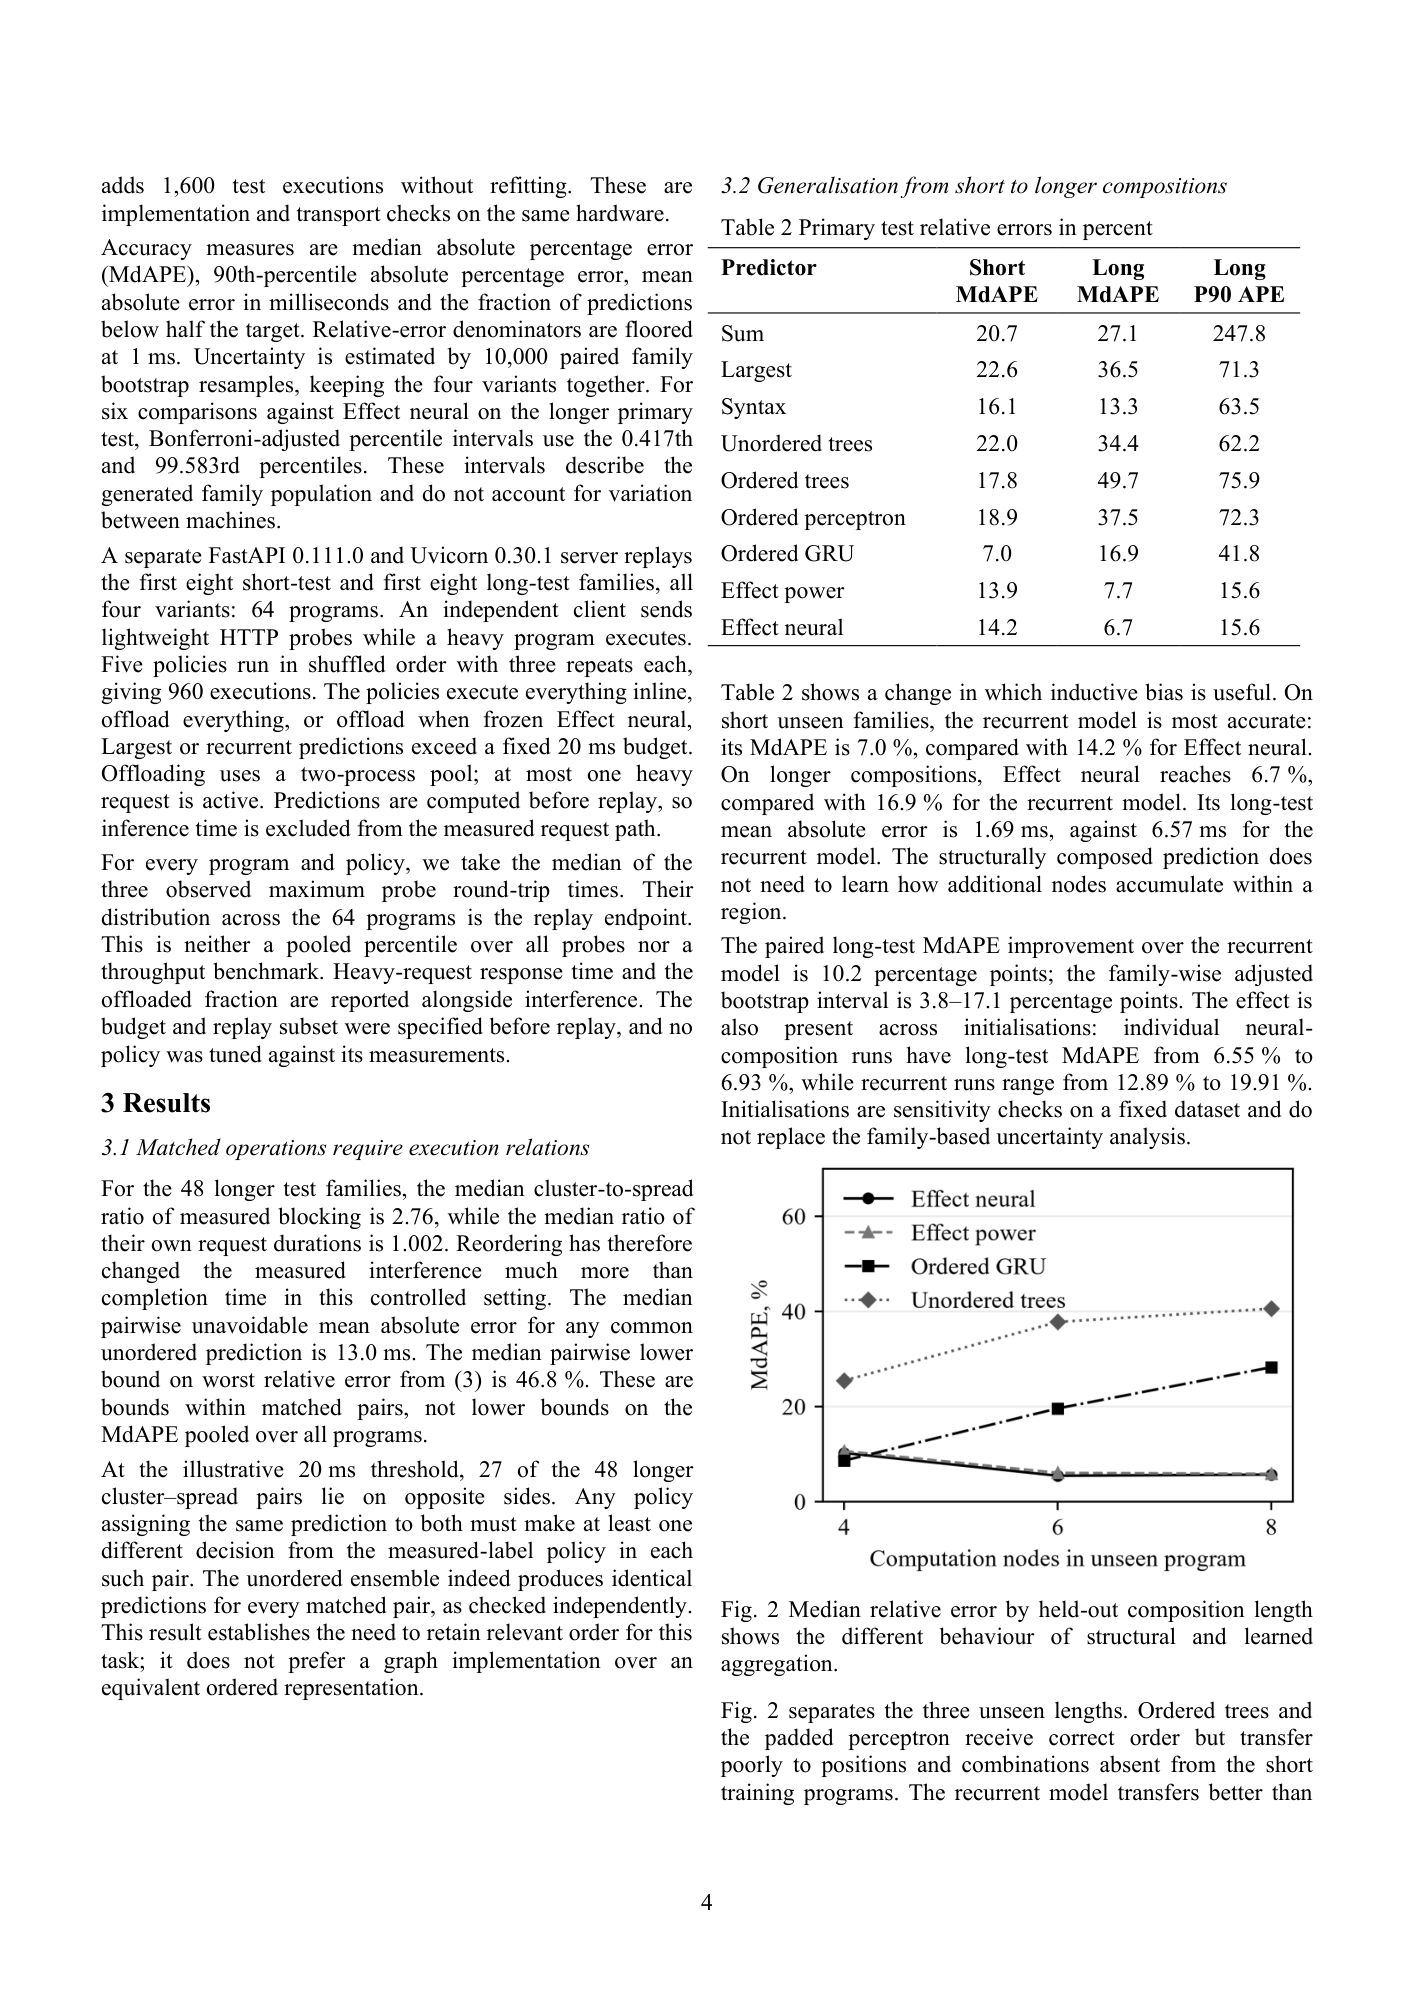 adds 1,600 test executions without refitting. These are
implementation and transport checks on the same hardware.
Accuracy measures are median absolute percentage error
(MdAPE), 90th-percentile absolute percentage error, mean
absolute error in milliseconds and the fraction of predictions
below half the target. Relative-error denominators are floored
at 1 ms. Uncertainty is estimated by 10,000 paired family
bootstrap resamples, keeping the four variants together. For
six comparisons against Effect neural on the longer primary
test, Bonferroni-adjusted percentile intervals use the 0.417th
and 99.583rd percentiles. These intervals describe the
generated family population and do not account for variation
between machines.
A separate FastAPI 0.111.0 and Uvicorn 0.30.1 server replays
the first eight short-test and first eight long-test families, all
four variants: 64 programs. An independent client sends
lightweight HTTP probes while a heavy program executes.
Five policies run in shuffled order with three repeats each,
giving 960 executions. The policies execute everything inline,
offload everything, or offload when frozen Effect neural,
Largest or recurrent predictions exceed a fixed 20 ms budget.
Offloading uses a two-process pool; at most one heavy
request is active. Predictions are computed before replay, so
inference time is excluded from the measured request path.
For every program and policy, we take the median of the
three observed maximum probe round-trip times. Their
distribution across the 64 programs is the replay endpoint.
This is neither a pooled percentile over all probes nor a
throughput benchmark. Heavy-request response time and the
offloaded fraction are reported alongside interference. The
budget and replay subset were specified before replay, and no
policy was tuned against its measurements.
3 Results
3.1 Matched operations require execution relations
For the 48 longer test families, the median cluster-to-spread
ratio of measured blocking is 2.76, while the median ratio of
their own request durations is 1.002. Reordering has therefore
changed the measured interference much more than
completion time in this controlled setting. The median
pairwise unavoidable mean absolute error for any common
unordered prediction is 13.0 ms. The median pairwise lower
bound on worst relative error from (3) is 46.8 %. These are
bounds within matched pairs, not lower bounds on the
MdAPE pooled over all programs.
At the illustrative 20 ms threshold, 27 of the 48 longer
cluster–spread pairs lie on opposite sides. Any policy
assigning the same prediction to both must make at least one
different decision from the measured-label policy in each
such pair. The unordered ensemble indeed produces identical
predictions for every matched pair, as checked independently.
This result establishes the need to retain relevant order for this
task; it does not prefer a graph implementation over an
equivalent ordered representation.
3.2 Generalisation from short to longer compositions
Table 2 Primary test relative errors in percent
Predictor Short MdAPE Long MdAPE Long P90 APE
Sum 20.7 27.1 247.8
Largest 22.6 36.5 71.3
Syntax 16.1 13.3 63.5
Unordered trees 22.0 34.4 62.2
Ordered trees 17.8 49.7 75.9
Ordered perceptron 18.9 37.5 72.3
Ordered GRU 7.0 16.9 41.8
Effect power 13.9 7.7 15.6
Effect neural 14.2 6.7 15.6
Table 2 shows a change in which inductive bias is useful. On
short unseen families, the recurrent model is most accurate:
its MdAPE is 7.0 %, compared with 14.2 % for Effect neural.
On longer compositions, Effect neural reaches 6.7 %,
compared with 16.9 % for the recurrent model. Its long-test
mean absolute error is 1.69 ms, against 6.57 ms for the
recurrent model. The structurally composed prediction does
not need to learn how additional nodes accumulate within a
region.
The paired long-test MdAPE improvement over the recurrent
model is 10.2 percentage points; the family-wise adjusted
bootstrap interval is 3.8–17.1 percentage points. The effect is
also present across initialisations: individual neural-
composition runs have long-test MdAPE from 6.55 % to
6.93 %, while recurrent runs range from 12.89 % to 19.91 %.
Initialisations are sensitivity checks on a fixed dataset and do
not replace the family-based uncertainty analysis.
Effect neural
Effect power
Ordered GRU
Unordered trees
MdAPE, %
60
40
20
0
4 6 8
Computation nodes in unseen program
Fig. 2 Median relative error by held-out composition length
shows the different behaviour of structural and learned
aggregation.
Fig. 2 separates the three unseen lengths. Ordered trees and
the padded perceptron receive correct order but transfer
poorly to positions and combinations absent from the short
training programs. The recurrent model transfers better than
4